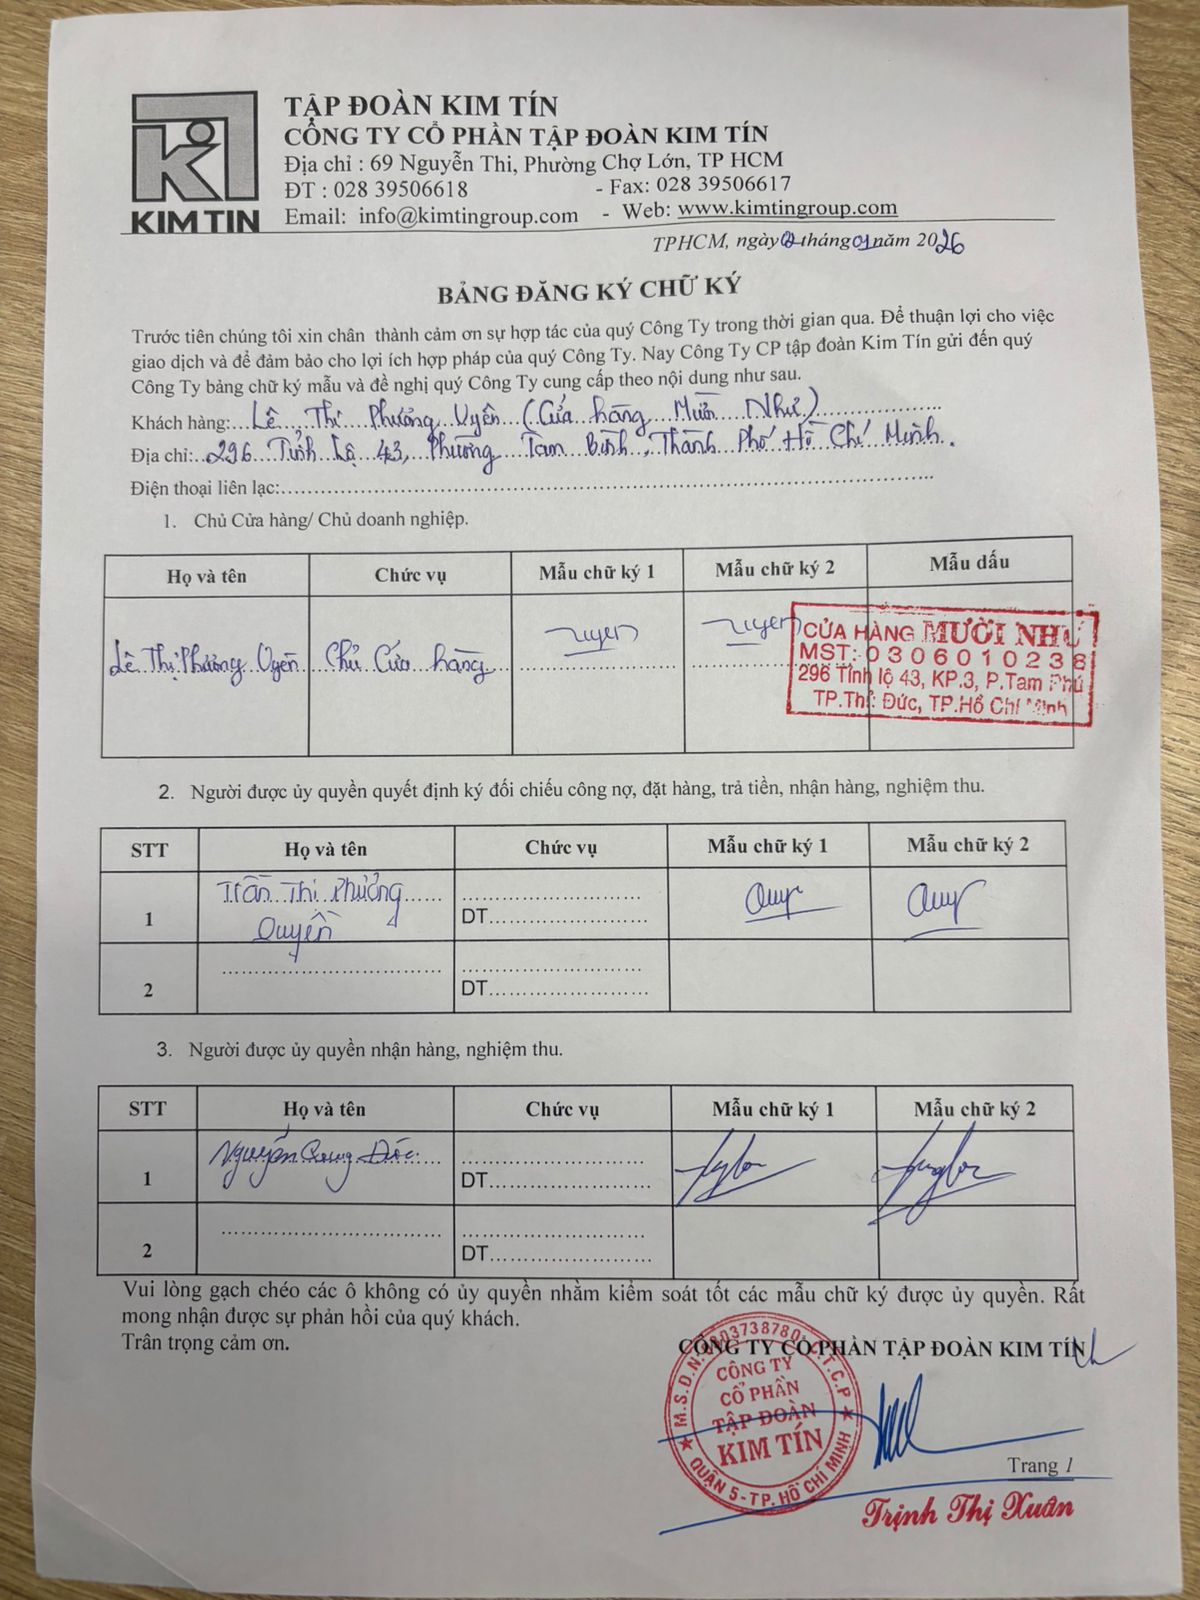 TẬP ĐOÀN KIM TÍN
CÔNG TY CỔ PHẦN TẬP ĐOÀN KIM TÍN
Địa chỉ : 69 Nguyễn Thi, Phường Chợ Lớn, TP HCM
ĐT : 028 39506618 - Fax: 028 39506617
Email: info@kimtingroup.com - Web: www.kimtingroup.com
KIM TIN
TPHCM, ngày 02 tháng 01 năm 2026
BẢNG ĐĂNG KÝ CHỮ KÝ
Trước tiên chúng tôi xin chân thành cảm ơn sự hợp tác của quý Công Ty trong thời gian qua. Để thuận lợi cho việc
giao dịch và để đảm bảo cho lợi ích hợp pháp của quý Công Ty. Nay Công Ty CP tập đoàn Kim Tín gửi đến quý
Công Ty bảng chữ ký mẫu và đề nghị quý Công Ty cung cấp theo nội dung như sau.
Khách hàng: Lê Thị Phương Uyên (Cửa hàng Mười Như)
Địa chỉ: 296 Tỉnh Lộ 43, Phường Tam Bình, Thành Phố Hồ Chí Minh.
Điện thoại liên lạc:
1. Chủ Cửa hàng/ Chủ doanh nghiệp.
Họ và tên Chức vụ Mẫu chữ ký 1 Mẫu chữ ký 2 Mẫu dấu
Lê Thị Phương Uyên Chủ Cửa hàng uyen uyen
CỬA HÀNG MƯỜI NHƯ
MST: 0306010238
296 Tỉnh lộ 43, KP.3, P.Tam Phú
TP.Thủ Đức, TP.Hồ Chí Minh
2. Người được ủy quyền quyết định ký đối chiếu công nợ, đặt hàng, trả tiền, nhận hàng, nghiệm thu.
STT Họ và tên Chức vụ Mẫu chữ ký 1 Mẫu chữ ký 2
1 Trần Thị Phương Quyền DT
2 DT
3. Người được ủy quyền nhận hàng, nghiệm thu.
STT Họ và tên Chức vụ Mẫu chữ ký 1 Mẫu chữ ký 2
1 Nguyễn Đức DT
2 DT
Vui lòng gạch chéo các ô không có ủy quyền nhằm kiểm soát tốt các mẫu chữ ký được ủy quyền. Rất
mong nhận được sự phản hồi của quý khách.
Trân trọng cảm ơn.
CÔNG TY CỔ PHẦN TẬP ĐOÀN KIM TÍN
M.S.D.N: 0303738780 - C.T.C.P
CÔNG TY
CỔ PHẦN
TẬP ĐOÀN
KIM TÍN
QUẬN 5 - TP. HỒ CHÍ MINH
Trang 1
Trịnh Thị Xuân